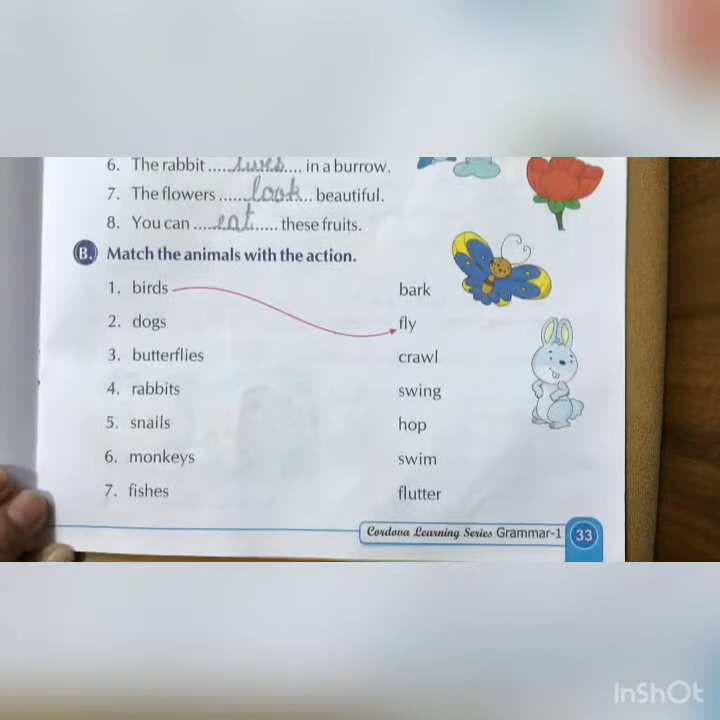 6. The rabbit ......lives.... in a burrow.
7. The flowers ......look.. beautiful.
8. You can .....eat...... these fruits.
B. Match the animals with the action.
1. birds bark
2. dogs fly
3. butterflies crawl
4. rabbits swing
5. snails hop
6. monkeys swim
7. fishes flutter
Cordova Learning Series Grammar-1 33
InShOt